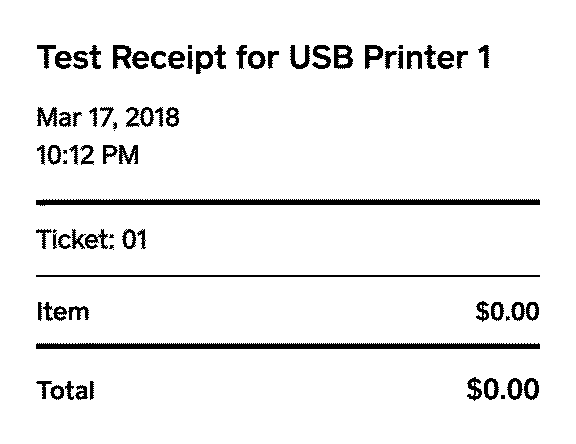 Test Receipt for USB Printer 1
Mar 17, 2018
10:12 PM
Ticket: 01
Item $0.00
Total $0.00